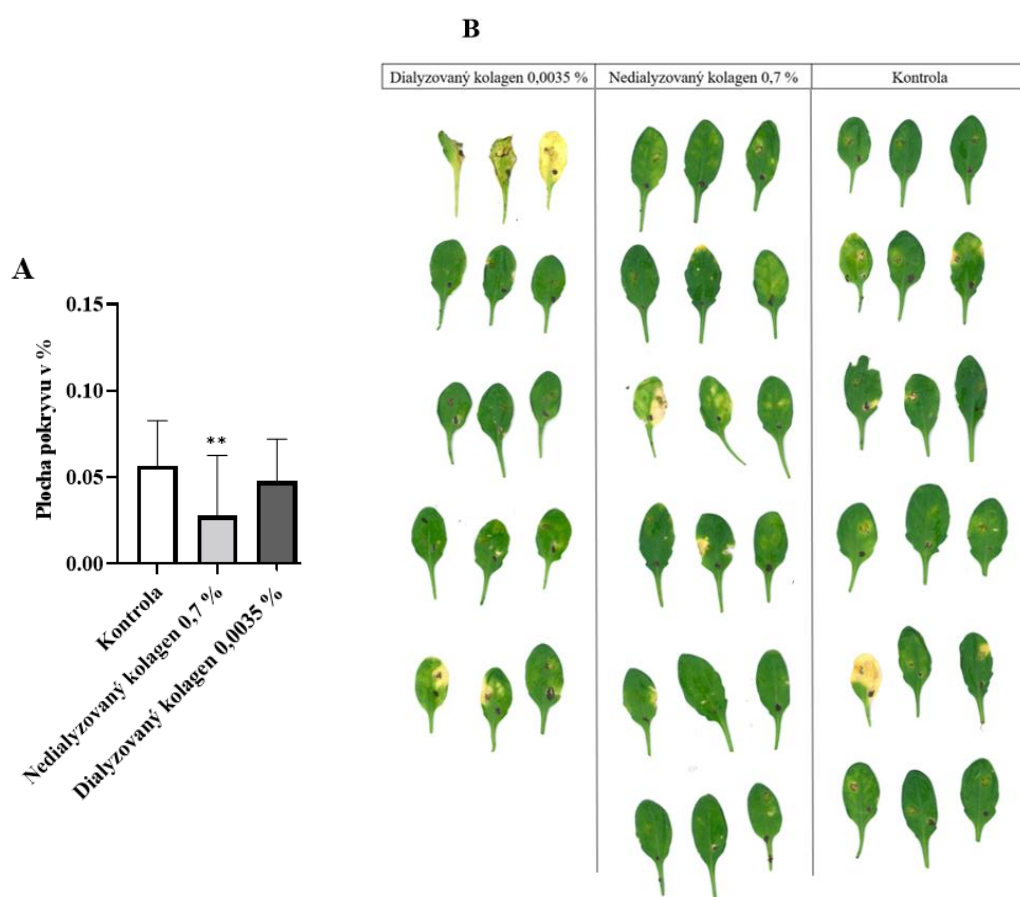 B
Dialyzovaný kolagen 0,0035 %
Nedialyzovaný kolagen 0,7 %
Kontrola
A
Plocha pokryvu v %
0.15
0.10
0.05
0.00
**
Kontrola
Nedialyzovaný kolagen 0,7 %
Dialyzovaný kolagen 0,0035 %